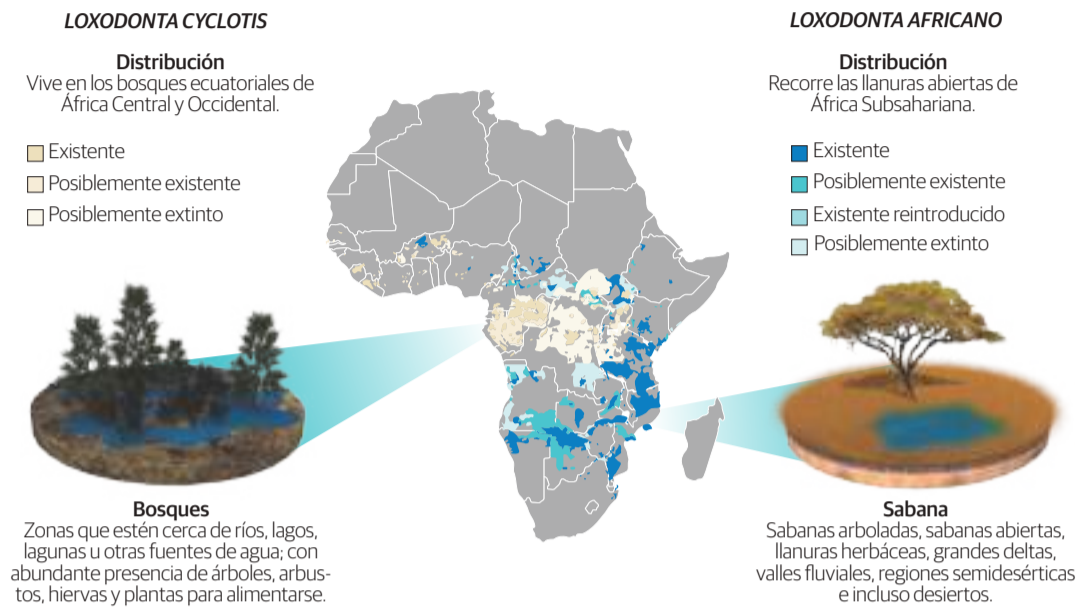 LOXODONTA CYCLOTIS
Distribución
Vive en los bosques ecuatoriales de
África Central y Occidental.
Existente
Posiblemente existente
Posiblemente extinto
Bosques
Zonas que estén cerca de ríos, lagos,
lagunas u otras fuentes de agua; con
abundante presencia de árboles, arbus-
tos, hiervas y plantas para alimentarse.
LOXODONTA AFRICANO
Distribución
Recorre las llanuras abiertas de
África Subsahariana.
Existente
Posiblemente existente
Existente reintroducido
Posiblemente extinto
Sabana
Sabanas arboladas, sabanas abiertas,
llanuras herbáceas, grandes deltas,
valles fluviales, regiones semidesérticas
e incluso desiertos.